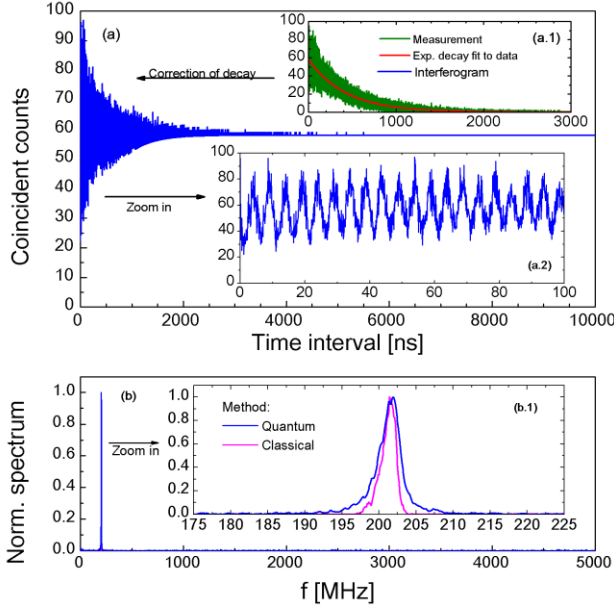 100
90
80
70
60
50
40
30
20
10
0
Coincident counts
(a)
Correction of decay
100
80
60
40
20
0
(a.1)
Measurement
Exp. decay fit to data
Interferogram
0 1000 2000 3000
Zoom in
100
80
60
40
20
0
0 20 40 60 80 100
(a.2)
0 2000 4000 6000 8000 10000
Time interval [ns]
Norm. spectrum
1.0
0.8
0.6
0.4
0.2
0.0
(b)
Zoom in
1.0
0.8
0.6
0.4
0.2
0.0
Method:
Quantum
Classical
(b.1)
175 180 185 190 195 200 205 210 215 220 225
0 1000 2000 3000 4000 5000
f [MHz]